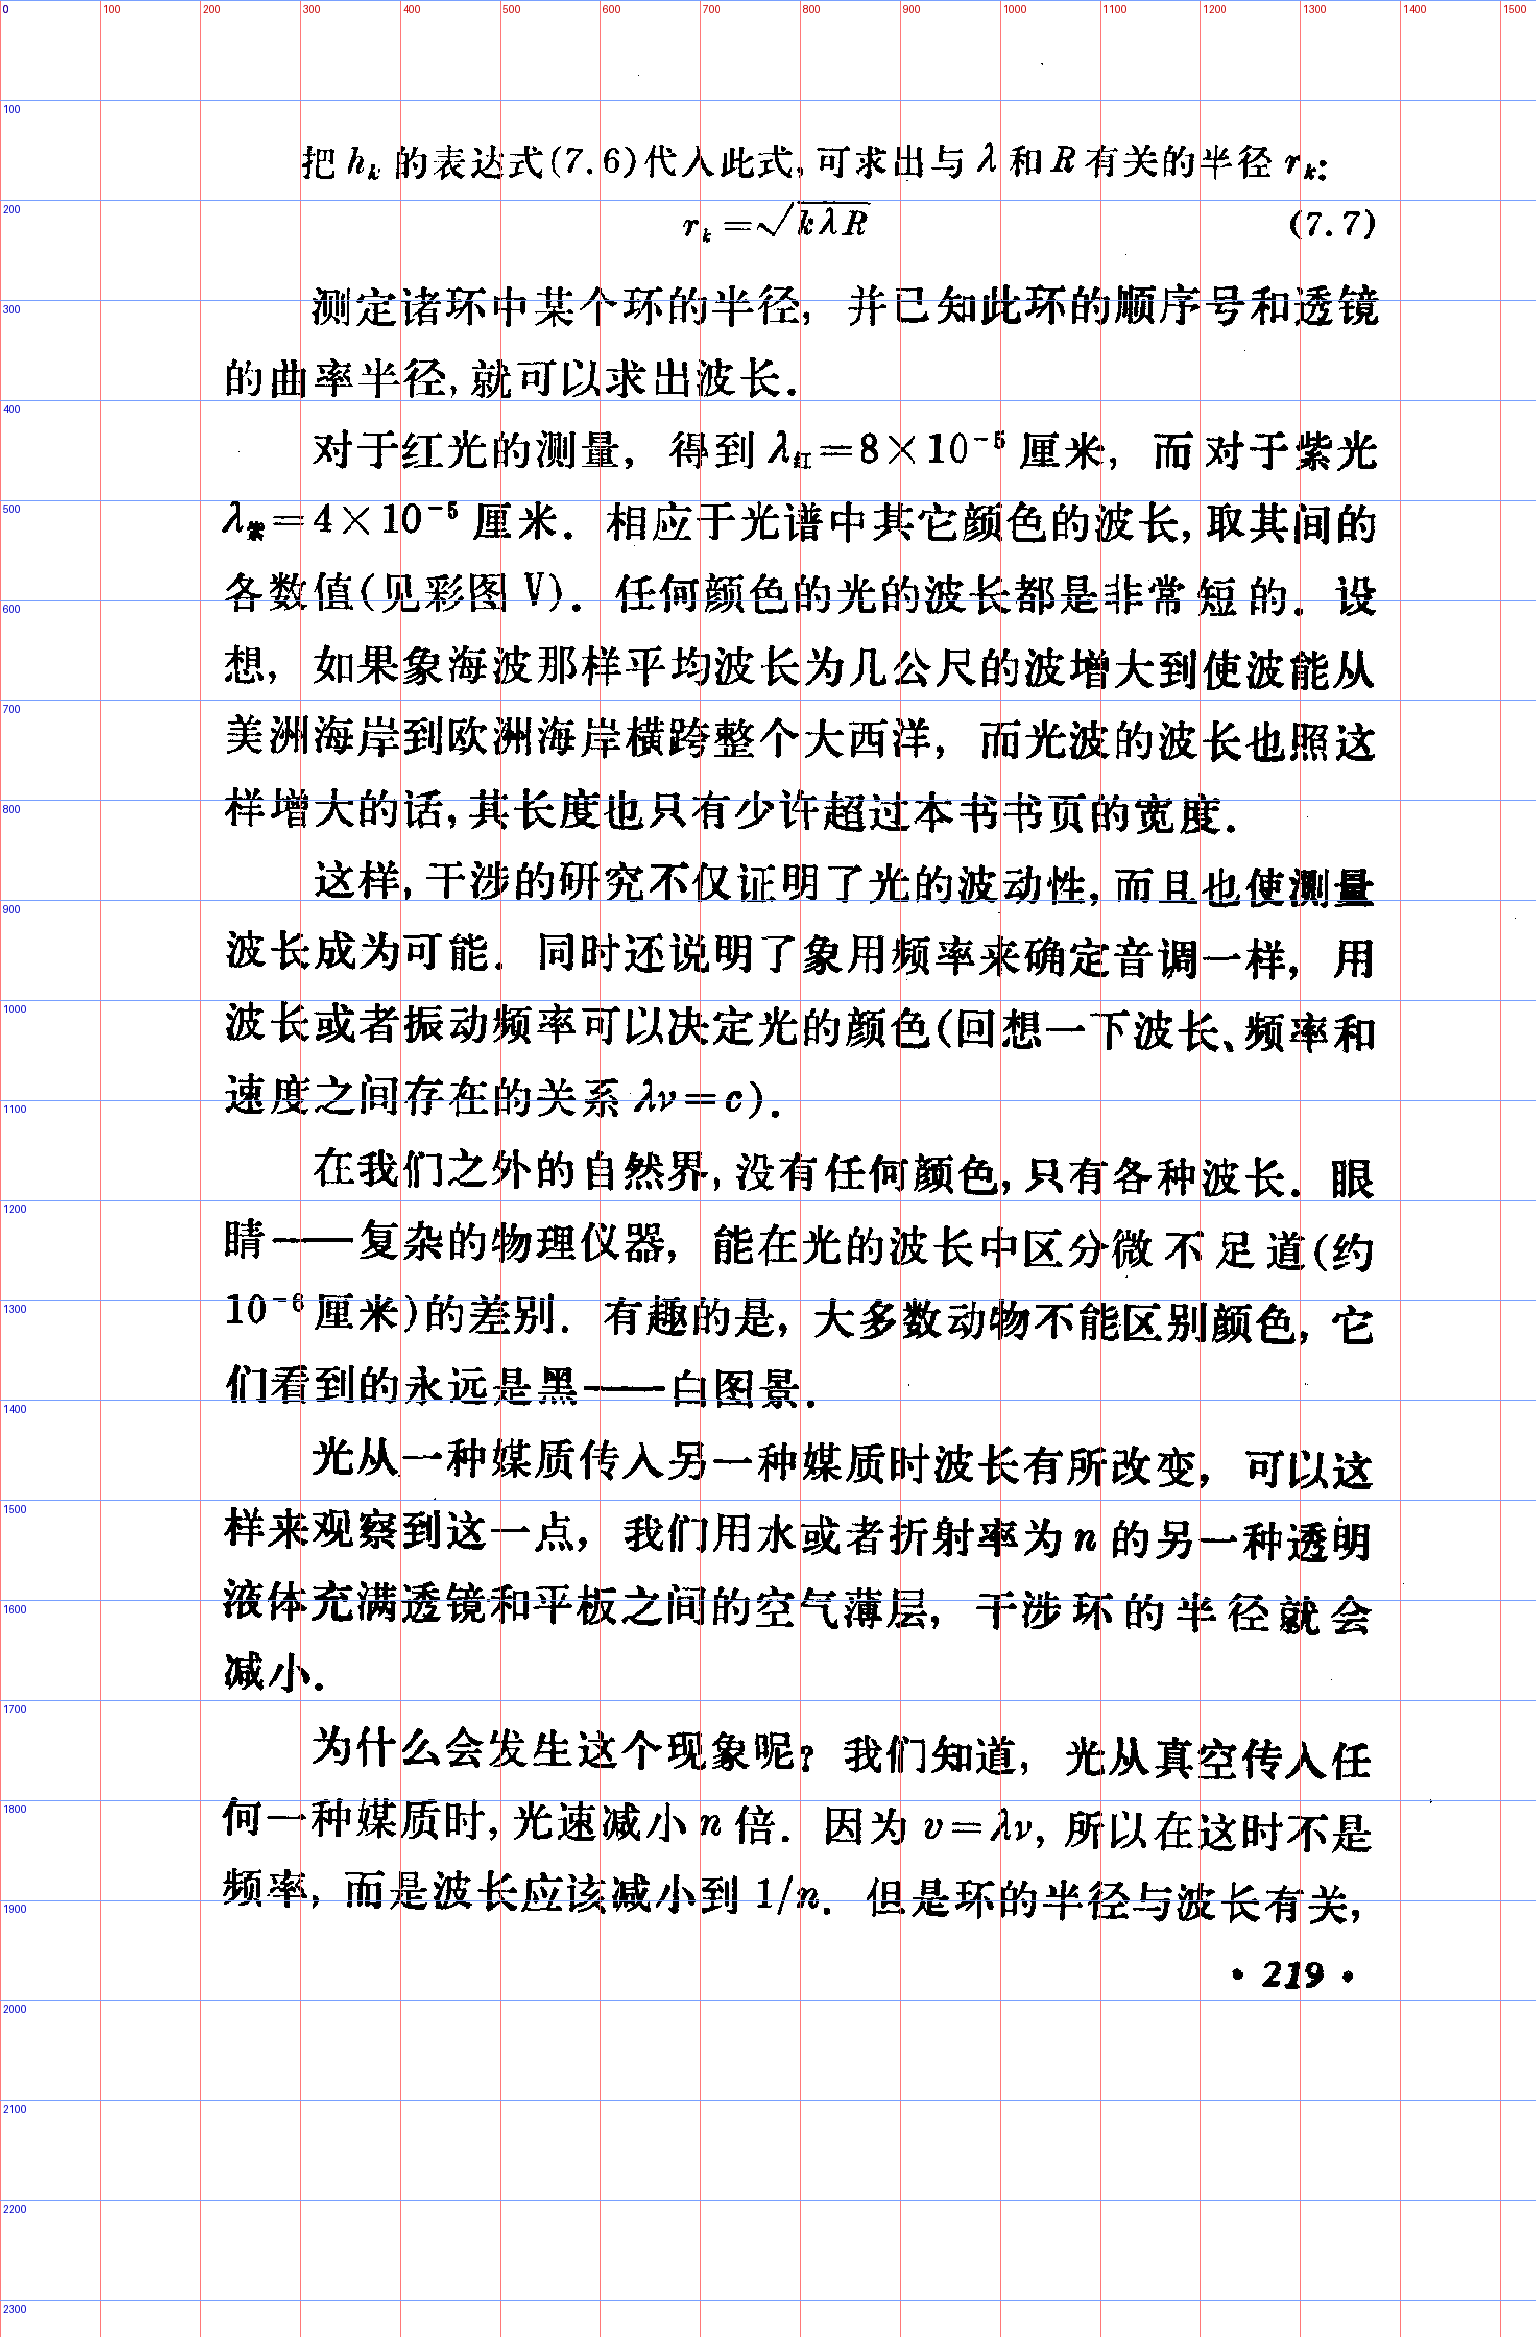 把 hₖ 的表达式(7.6)代入此式,可求出与 λ 和 R 有关的半径 rₖ:
rₖ=√kλR (7.7)
测定诸环中某个环的半径, 并已知此环的顺序号和透镜
的曲率半径,就可以求出波长.
对于红光的测量, 得到 λ红=8×10⁻⁵ 厘米, 而对于紫光
λ紫=4×10⁻⁵ 厘米. 相应于光谱中其它颜色的波长,取其间的
各数值(见彩图 V). 任何颜色的光的波长都是非常短的. 设
想, 如果象海波那样平均波长为几公尺的波增大到使波能从
美洲海岸到欧洲海岸横跨整个大西洋, 而光波的波长也照这
样增大的话,其长度也只有少许超过本书书页的宽度.
这样,干涉的研究不仅证明了光的波动性,而且也使测量
波长成为可能. 同时还说明了象用频率来确定音调一样, 用
波长或者振动频率可以决定光的颜色(回想一下波长、频率和
速度之间存在的关系 λν=c).
在我们之外的自然界,没有任何颜色,只有各种波长. 眼
睛——复杂的物理仪器, 能在光的波长中区分微不足道(约
10⁻⁶ 厘米)的差别. 有趣的是, 大多数动物不能区别颜色, 它
们看到的永远是黑——白图景.
光从一种媒质传入另一种媒质时波长有所改变, 可以这
样来观察到这一点, 我们用水或者折射率为 n 的另一种透明
液体充满透镜和平板之间的空气薄层, 干涉环的半径就会
减小.
为什么会发生这个现象呢? 我们知道, 光从真空传入任
何一种媒质时,光速减小 n 倍. 因为 υ=λν, 所以在这时不是
频率, 而是波长应该减小到 1/n. 但是环的半径与波长有关,
• 219 •